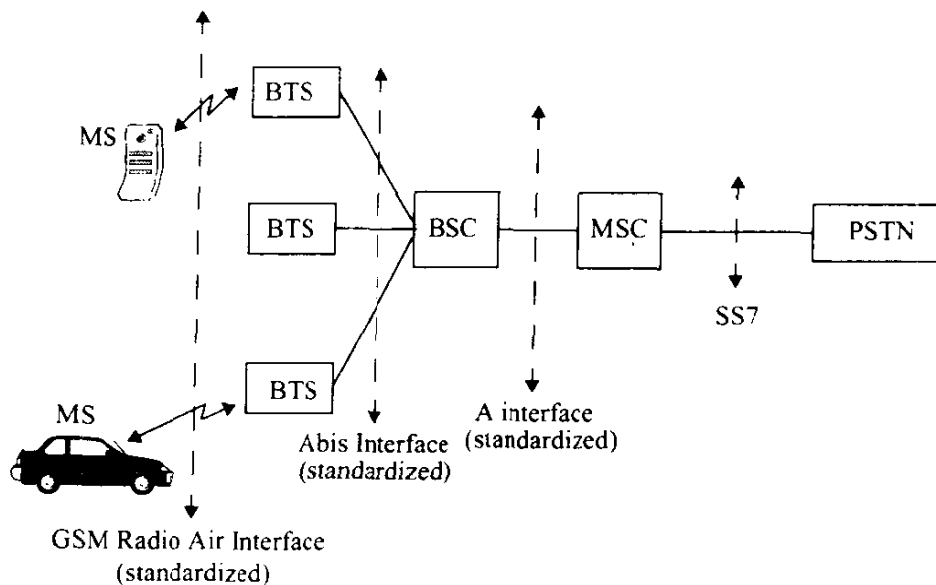 BTS
MS
BTS
BSC
MSC
PSTN
SS7
BTS
MS
A interface
(standardized)
Abis Interface
(standardized)
GSM Radio Air Interface
(standardized)